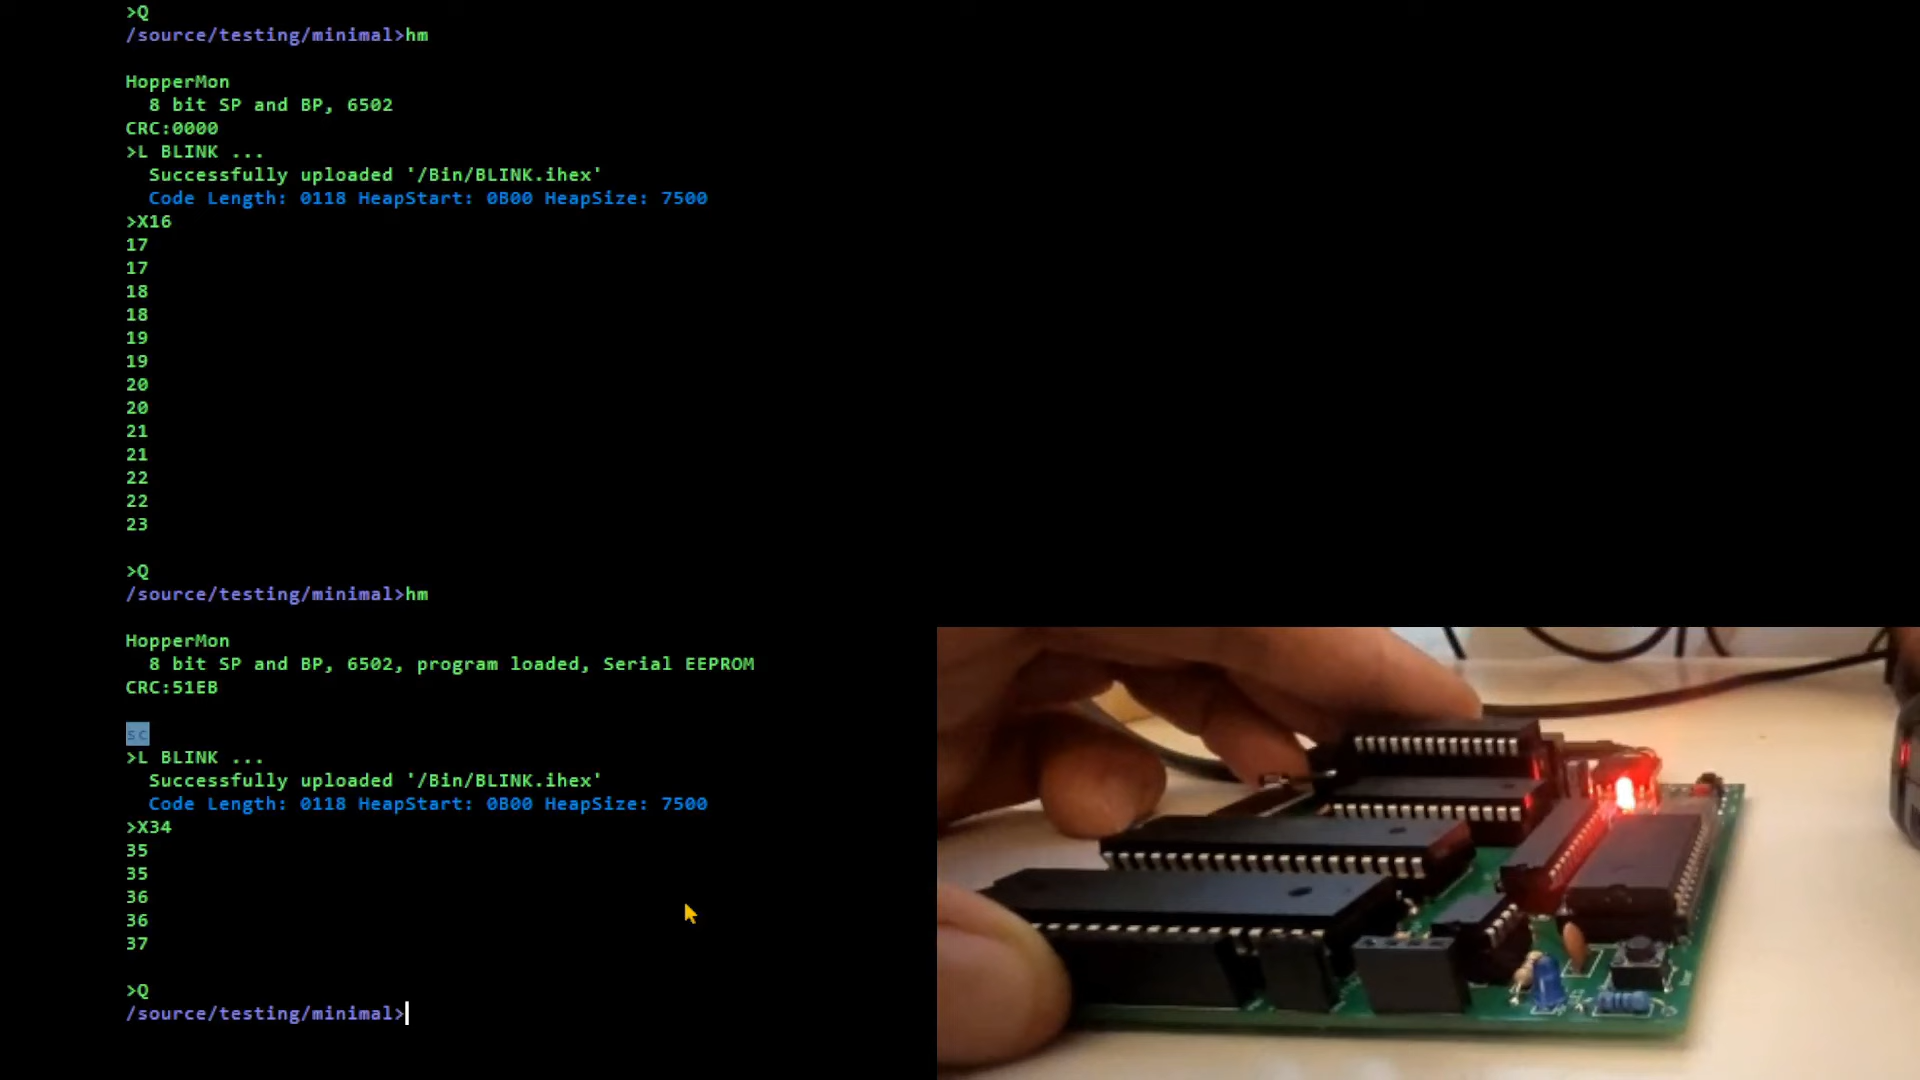 >Q
/source/testing/minimal>hm
HopperMon
8 bit SP and BP, 6502
CRC:0000
>L BLINK ...
Successfully uploaded '/Bin/BLINK.ihex'
Code Length: 0118 HeapStart: 0B00 HeapSize: 7500
>X16
17
17
18
18
19
19
20
20
21
21
22
22
23
>Q
/source/testing/minimal>hm
HopperMon
8 bit SP and BP, 6502, program loaded, Serial EEPROM
CRC:51EB
sc
>L BLINK ...
Successfully uploaded '/Bin/BLINK.ihex'
Code Length: 0118 HeapStart: 0B00 HeapSize: 7500
>X34
35
35
36
36
37
>Q
/source/testing/minimal>